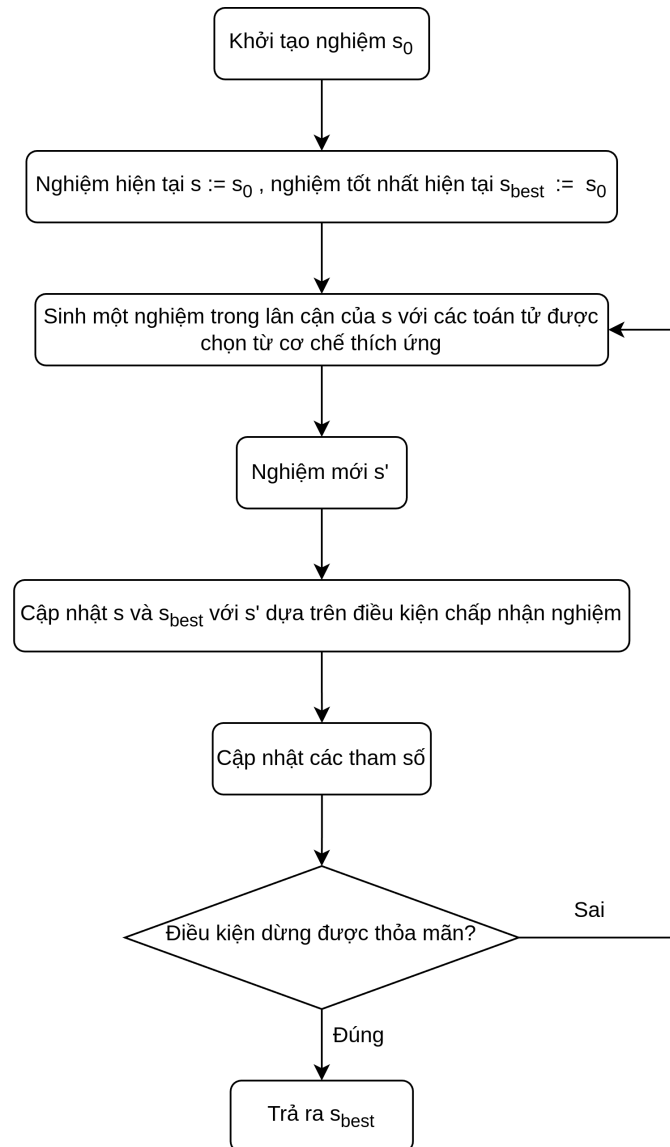 Khởi tạo nghiệm s₀
Nghiệm hiện tại s := s₀ , nghiệm tốt nhất hiện tại s_best := s₀
Sinh một nghiệm trong lân cận của s với các toán tử được
chọn từ cơ chế thích ứng
Nghiệm mới s'
Cập nhật s và s_best với s' dựa trên điều kiện chấp nhận nghiệm
Cập nhật các tham số
Điều kiện dừng được thỏa mãn?
Sai
Đúng
Trả ra s_best